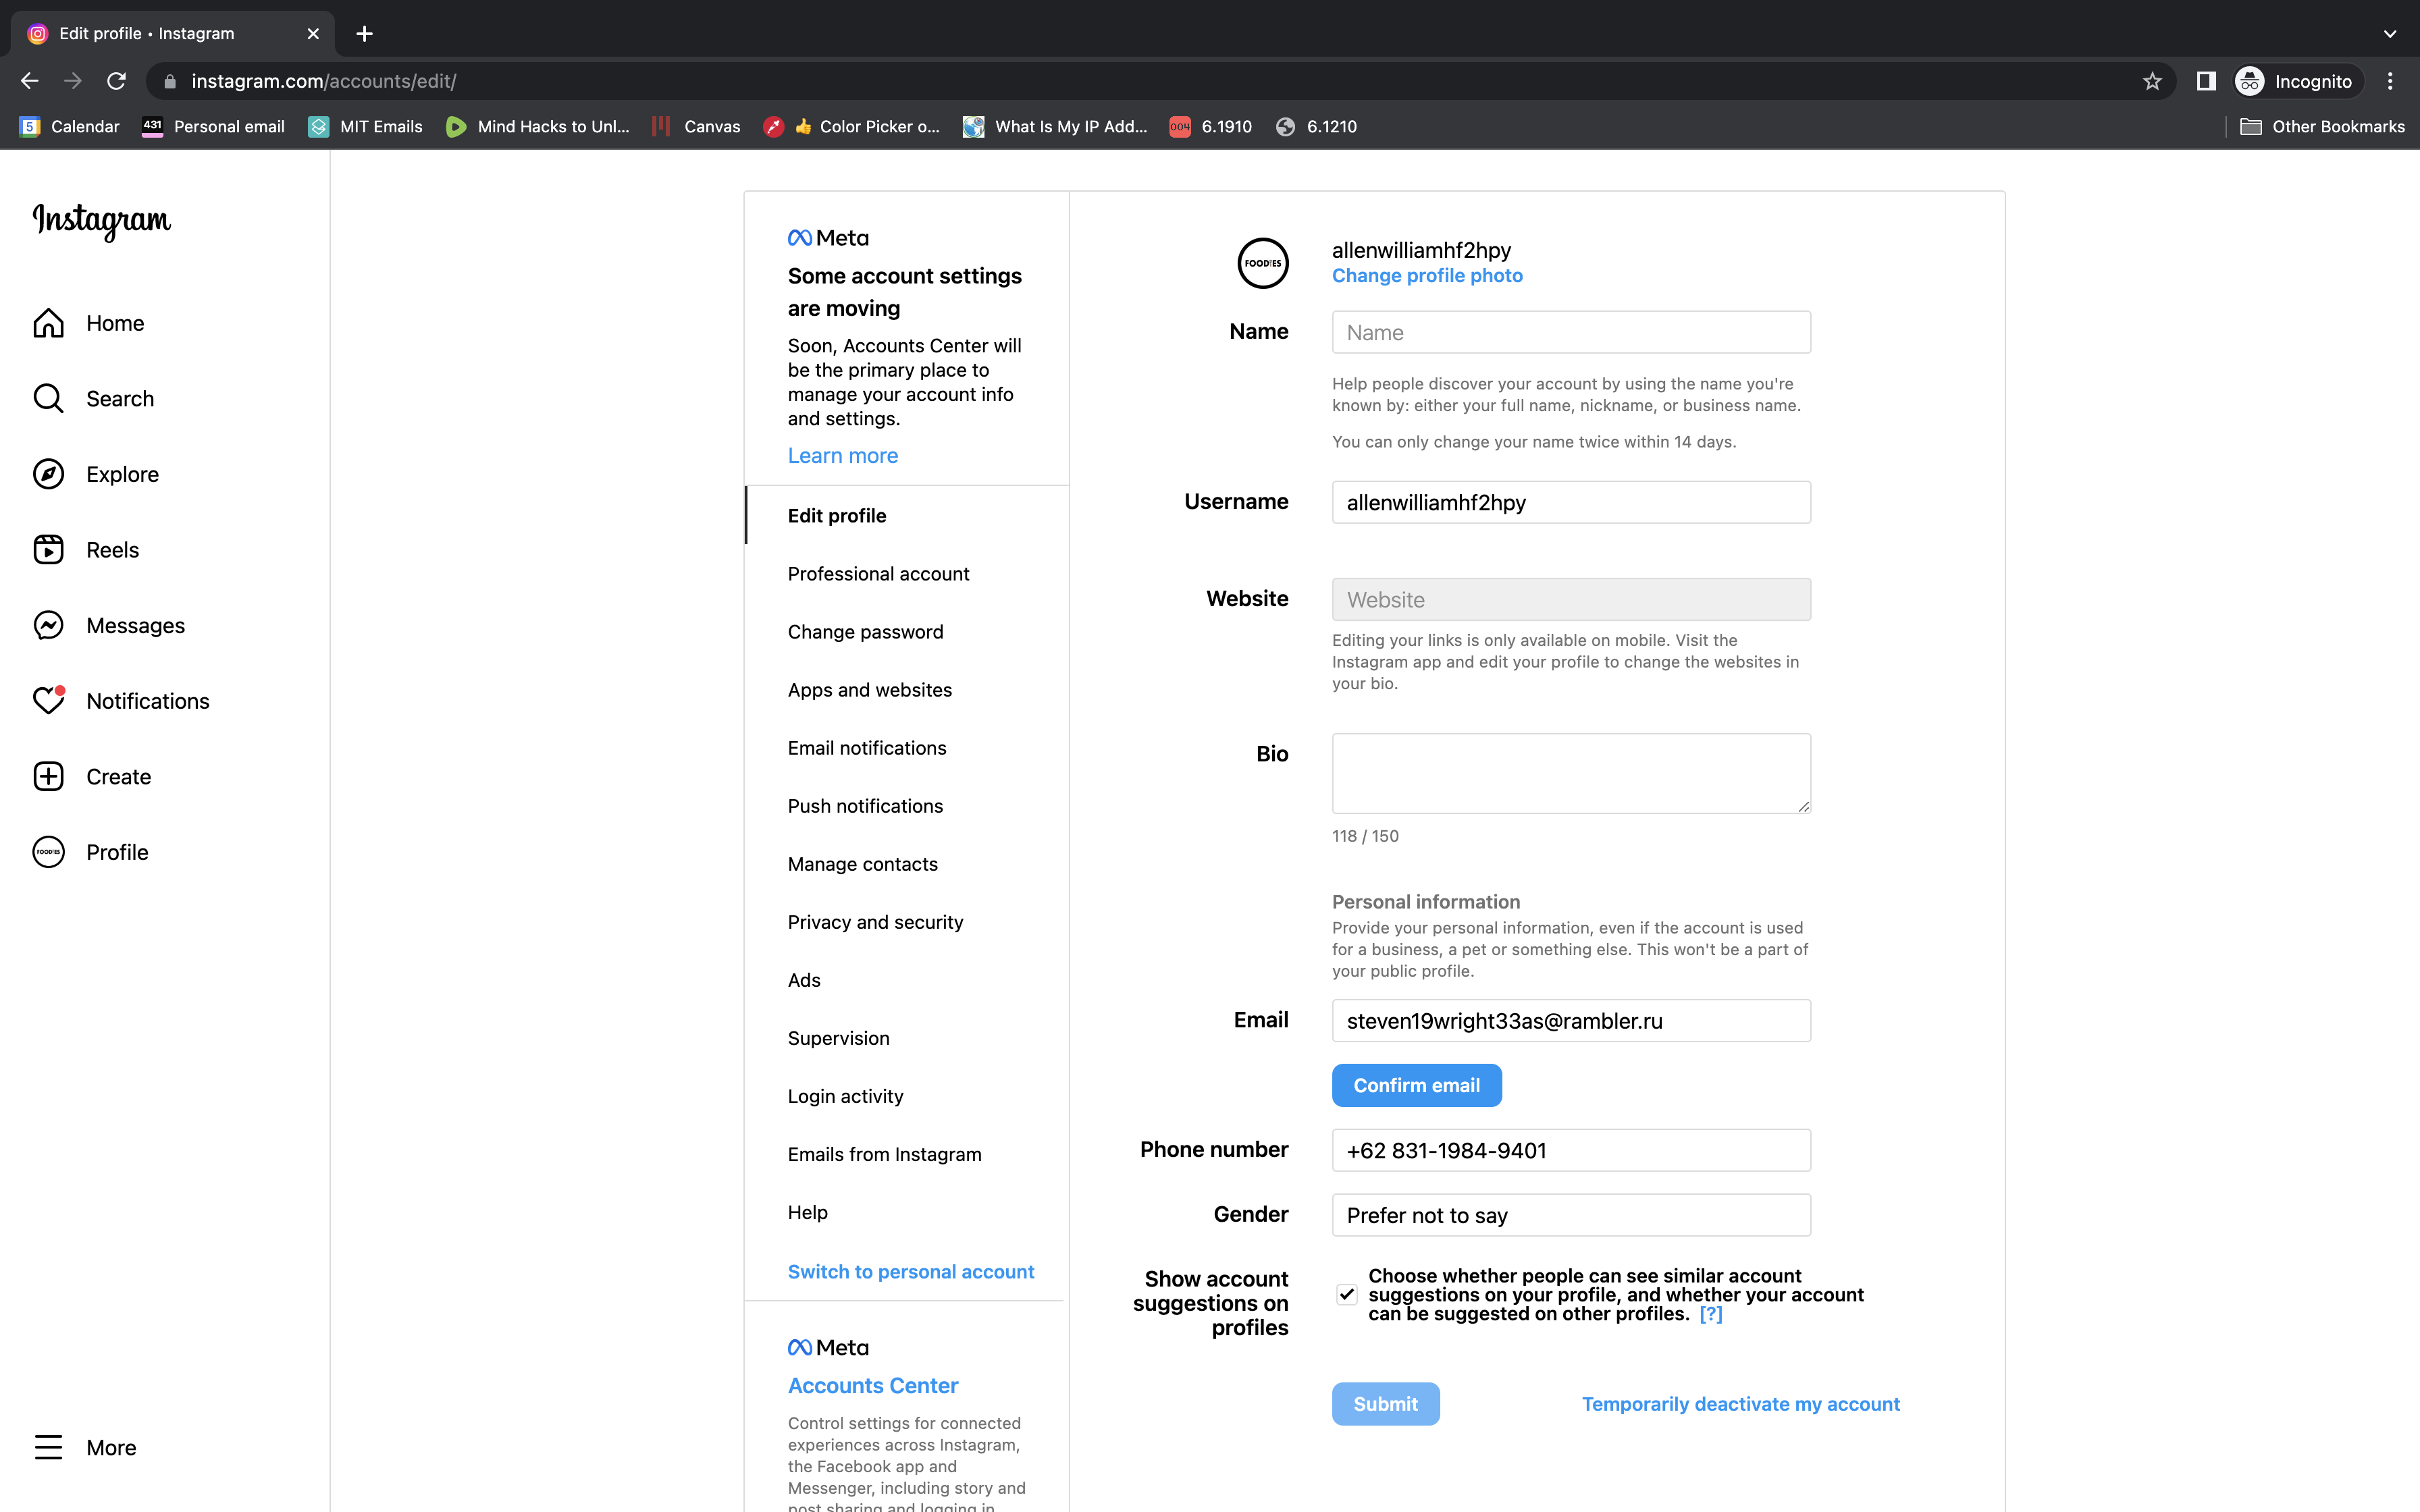 Edit profile • Instagram
instagram.com/accounts/edit/
Incognito
5 Calendar
431 Personal email
MIT Emails
Mind Hacks to Unl...
Canvas
👍 Color Picker o...
What Is My IP Add...
004 6.1910
6.1210
Other Bookmarks
Instagram
Home
Search
Explore
Reels
Messages
Notifications
Create
FOODIES Profile
More
Meta
Some account settings
are moving
Soon, Accounts Center will
be the primary place to
manage your account info
and settings.
Learn more
Edit profile
Professional account
Change password
Apps and websites
Email notifications
Push notifications
Manage contacts
Privacy and security
Ads
Supervision
Login activity
Emails from Instagram
Help
Switch to personal account
Meta
Accounts Center
Control settings for connected
experiences across Instagram,
the Facebook app and
Messenger, including story and
post sharing and logging in.
FOODIES
allenwilliamhf2hpy
Change profile photo
Name
Name
Help people discover your account by using the name you're
known by: either your full name, nickname, or business name.
You can only change your name twice within 14 days.
Username
allenwilliamhf2hpy
Website
Website
Editing your links is only available on mobile. Visit the
Instagram app and edit your profile to change the websites in
your bio.
Bio
118 / 150
Personal information
Provide your personal information, even if the account is used
for a business, a pet or something else. This won't be a part of
your public profile.
Email
steven19wright33as@rambler.ru
Confirm email
Phone number
+62 831-1984-9401
Gender
Prefer not to say
Show account
suggestions on
profiles
Choose whether people can see similar account
suggestions on your profile, and whether your account
can be suggested on other profiles. [?]
Submit
Temporarily deactivate my account